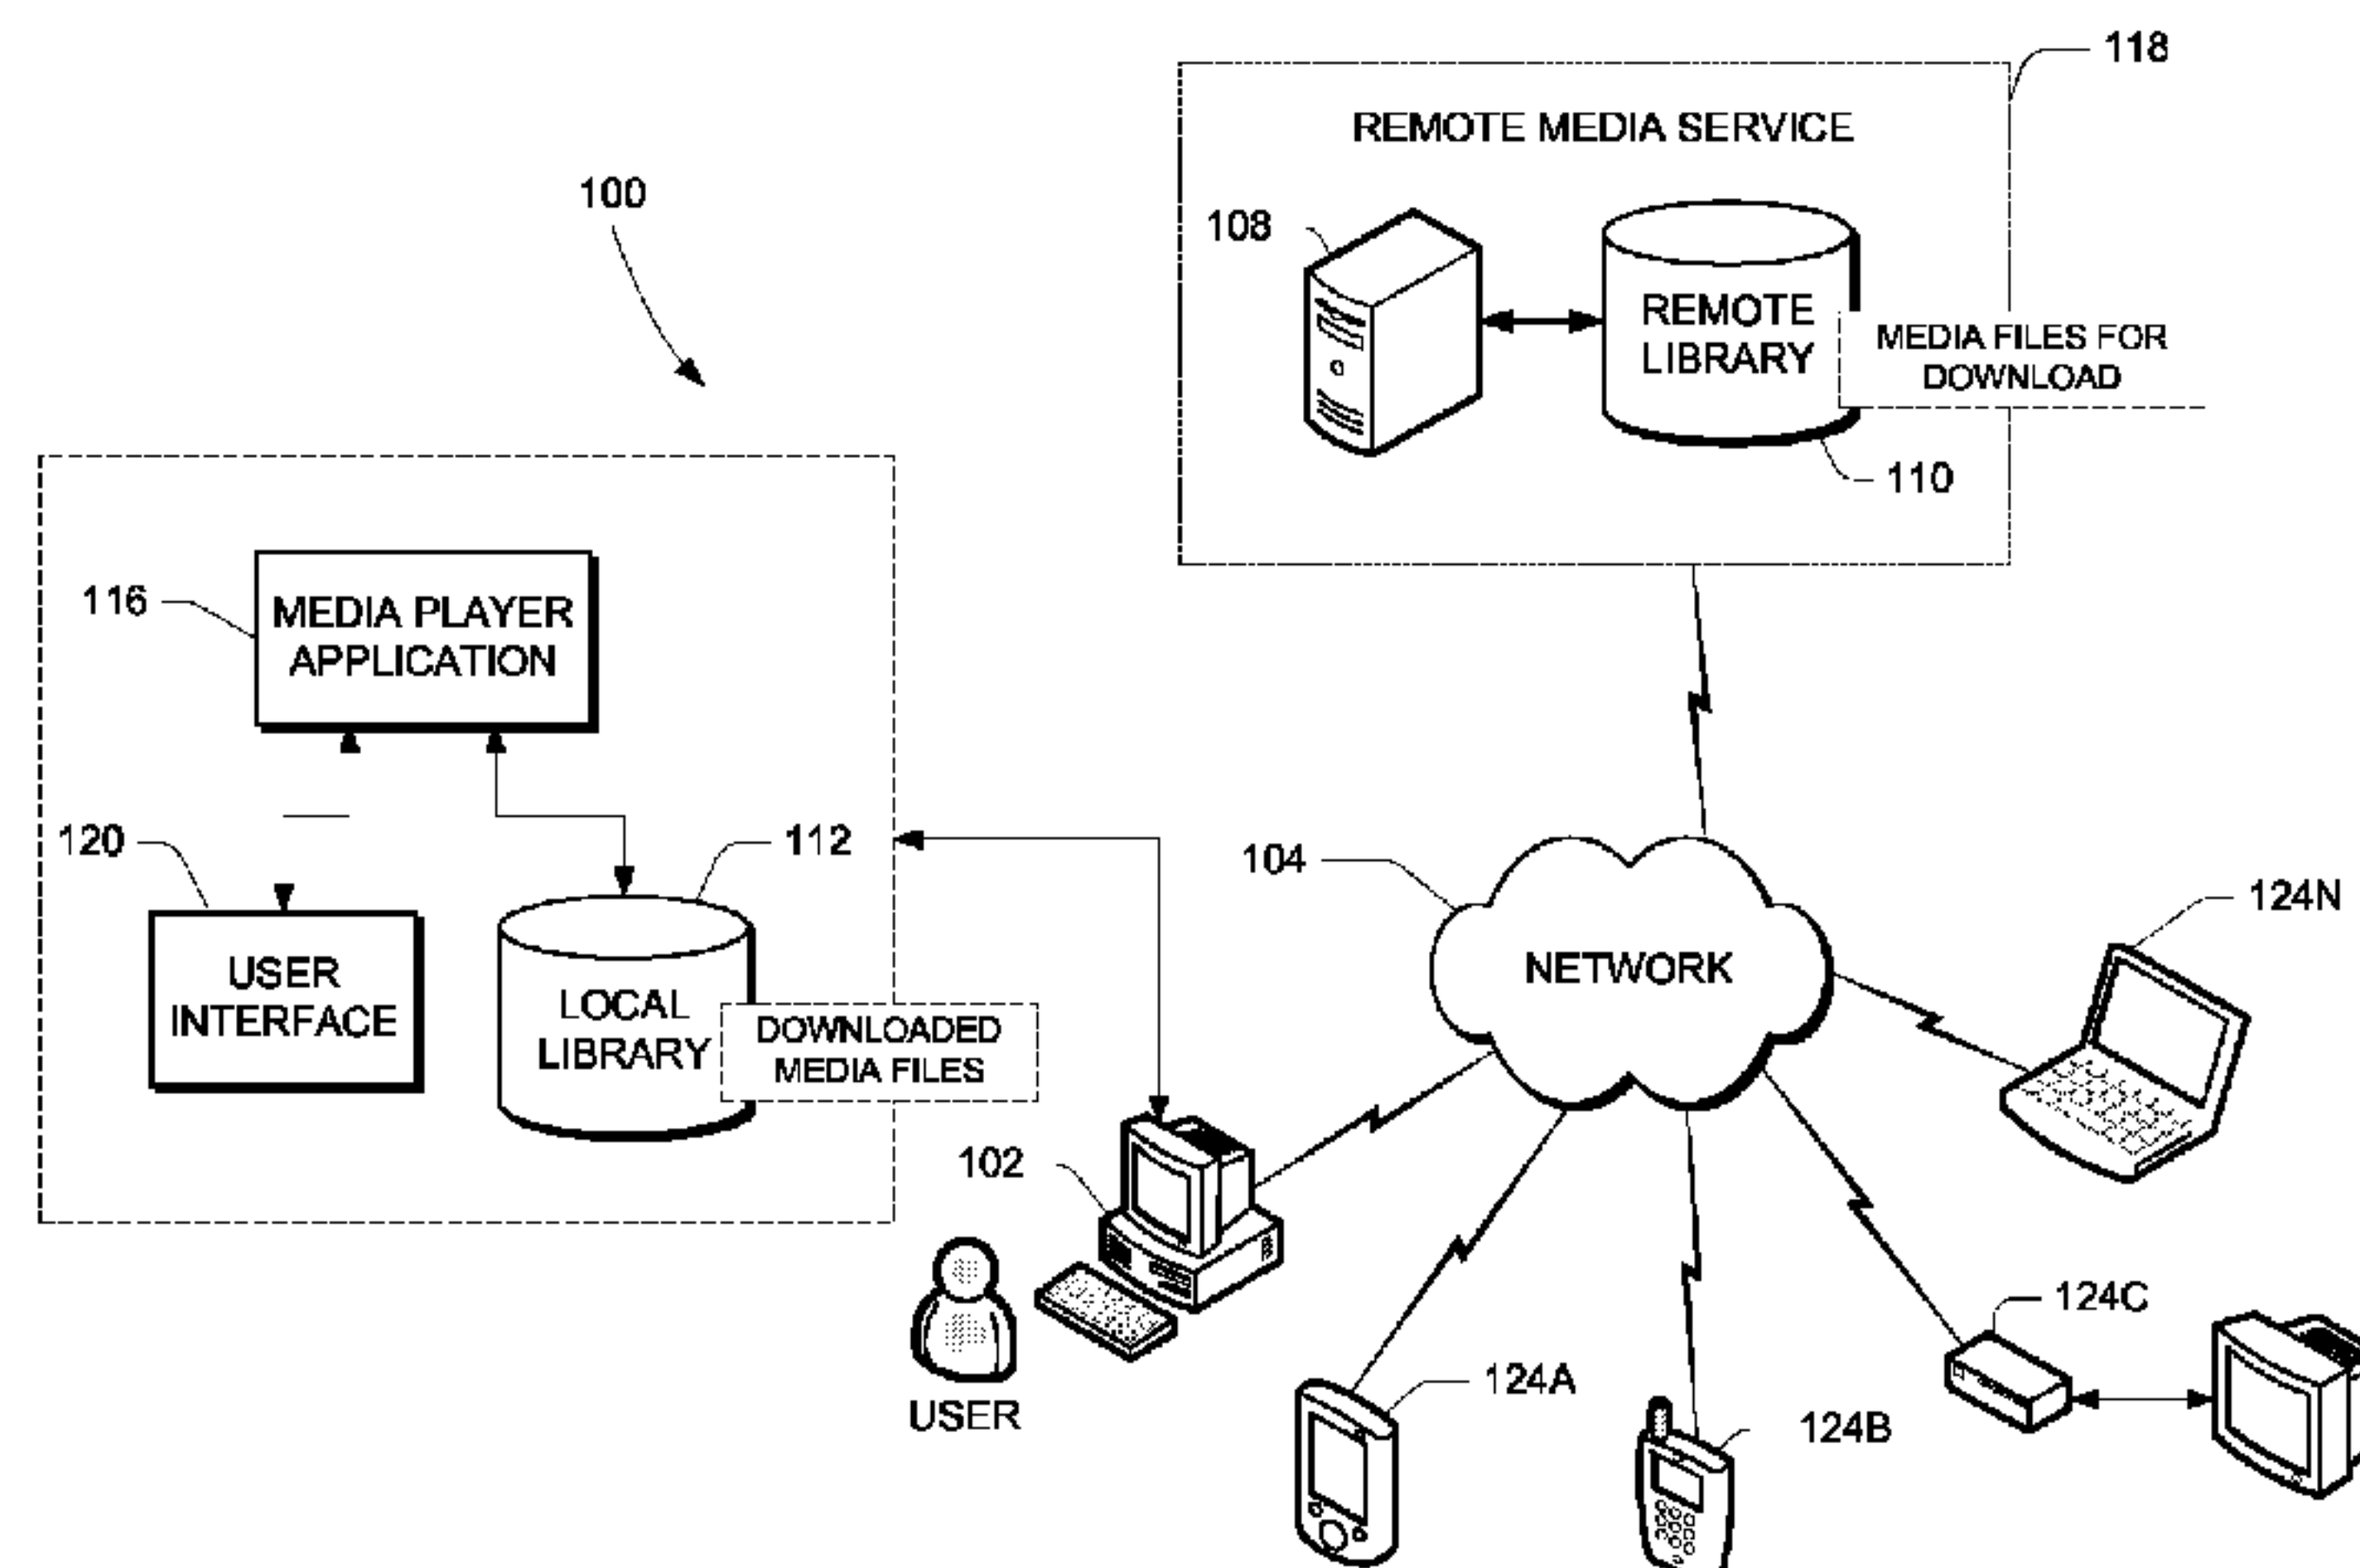 118
REMOTE MEDIA SERVICE
100
108
REMOTE
LIBRARY
MEDIA FILES FOR
DOWNLOAD
110
116
MEDIA PLAYER
APPLICATION
120
112
USER
INTERFACE
LOCAL
LIBRARY
DOWNLOADED
MEDIA FILES
104
NETWORK
124N
102
USER
124A
124B
124C